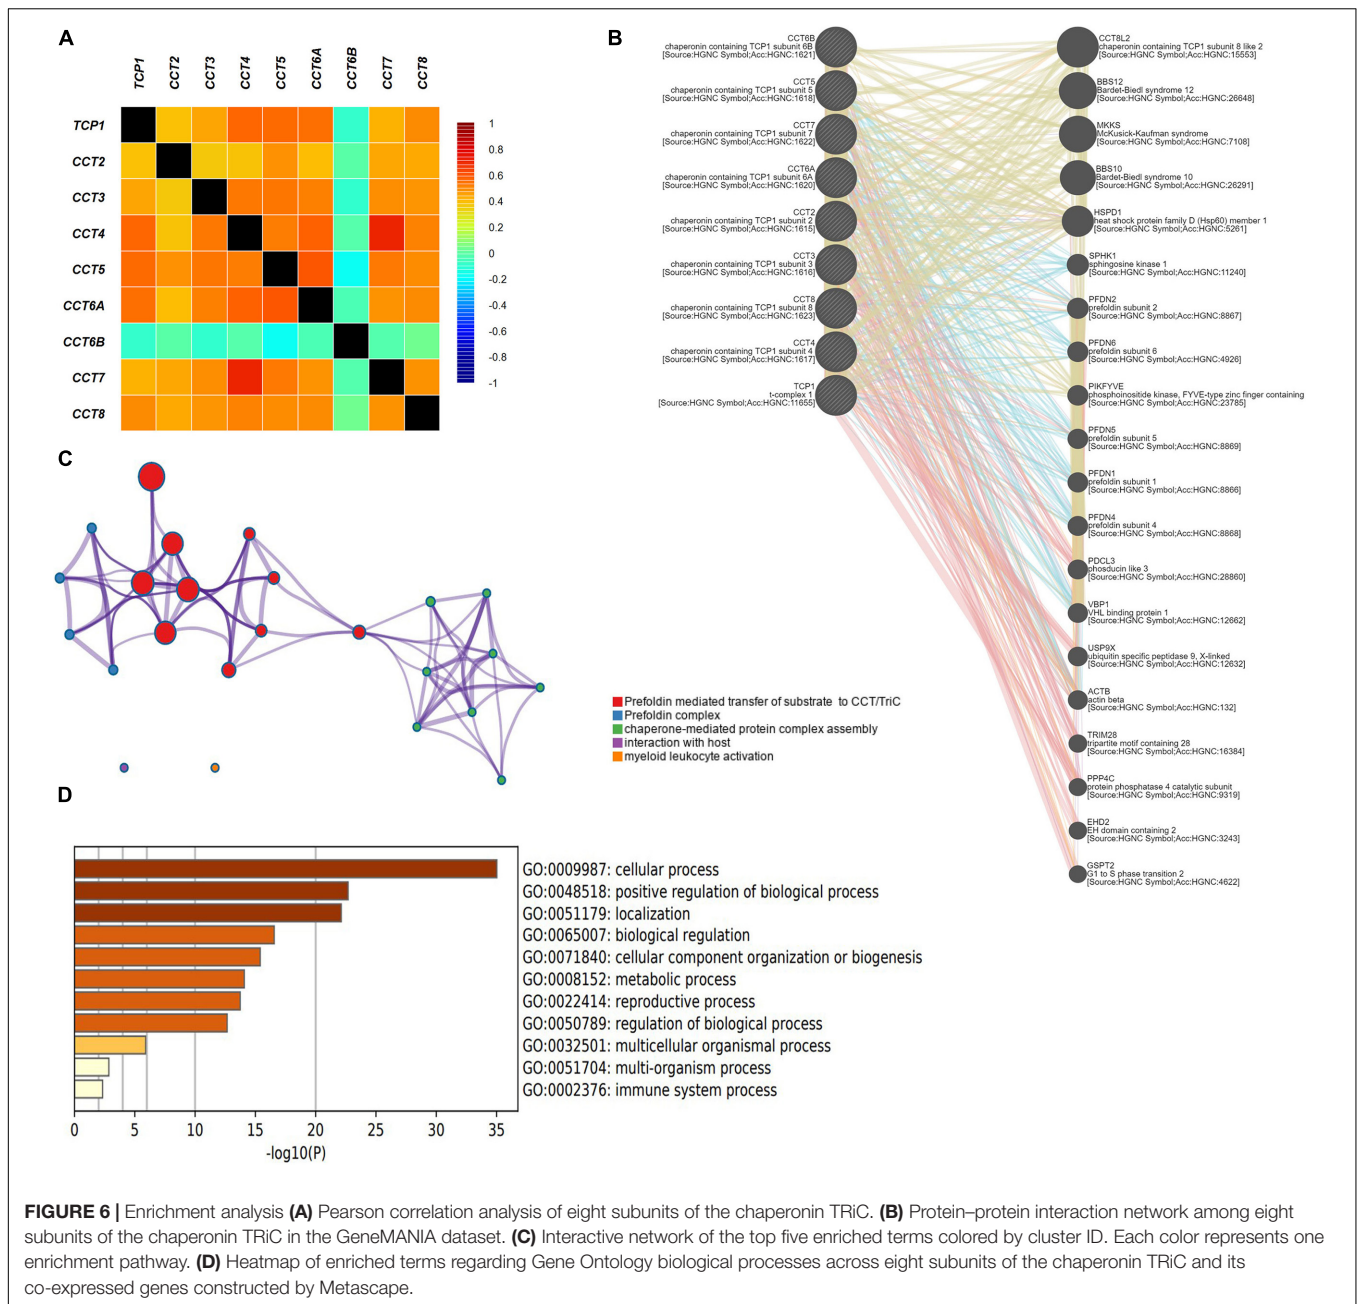 A
TCP1 CCT2 CCT3 CCT4 CCT5 CCT6A CCT6B CCT7 CCT8
TCP1
CCT2
CCT3
CCT4
CCT5
CCT6A
CCT6B
CCT7
CCT8
1
0.8
0.6
0.4
0.2
0
-0.2
-0.4
-0.6
-0.8
-1
B
CCT6B
chaperonin containing TCP1 subunit 6B
[Source:HGNC Symbol;Acc:HGNC:1621]
CCT5
chaperonin containing TCP1 subunit 5
[Source:HGNC Symbol;Acc:HGNC:1618]
CCT7
chaperonin containing TCP1 subunit 7
[Source:HGNC Symbol;Acc:HGNC:1622]
CCT6A
chaperonin containing TCP1 subunit 6A
[Source:HGNC Symbol;Acc:HGNC:1620]
CCT2
chaperonin containing TCP1 subunit 2
[Source:HGNC Symbol;Acc:HGNC:1615]
CCT3
chaperonin containing TCP1 subunit 3
[Source:HGNC Symbol;Acc:HGNC:1616]
CCT8
chaperonin containing TCP1 subunit 8
[Source:HGNC Symbol;Acc:HGNC:1623]
CCT4
chaperonin containing TCP1 subunit 4
[Source:HGNC Symbol;Acc:HGNC:1617]
TCP1
t-complex 1
[Source:HGNC Symbol;Acc:HGNC:11655]
CCT8L2
chaperonin containing TCP1 subunit 8 like 2
[Source:HGNC Symbol;Acc:HGNC:15553]
BBS12
Bardet-Biedl syndrome 12
[Source:HGNC Symbol;Acc:HGNC:26648]
MKKS
McKusick-Kaufman syndrome
[Source:HGNC Symbol;Acc:HGNC:7108]
BBS10
Bardet-Biedl syndrome 10
[Source:HGNC Symbol;Acc:HGNC:26291]
HSPD1
heat shock protein family D (Hsp60) member 1
[Source:HGNC Symbol;Acc:HGNC:5261]
SPHK1
sphingosine kinase 1
[Source:HGNC Symbol;Acc:HGNC:11240]
PFDN2
prefoldin subunit 2
[Source:HGNC Symbol;Acc:HGNC:8867]
PFDN6
prefoldin subunit 6
[Source:HGNC Symbol;Acc:HGNC:4926]
PIKFYVE
phosphoinositide kinase, FYVE-type zinc finger containing
[Source:HGNC Symbol;Acc:HGNC:23785]
PFDN5
prefoldin subunit 5
[Source:HGNC Symbol;Acc:HGNC:8869]
PFDN1
prefoldin subunit 1
[Source:HGNC Symbol;Acc:HGNC:8866]
PFDN4
prefoldin subunit 4
[Source:HGNC Symbol;Acc:HGNC:8868]
PDCL3
phosducin like 3
[Source:HGNC Symbol;Acc:HGNC:28860]
VBP1
VHL binding protein 1
[Source:HGNC Symbol;Acc:HGNC:12662]
USP9X
ubiquitin specific peptidase 9, X-linked
[Source:HGNC Symbol;Acc:HGNC:12632]
ACTB
actin beta
[Source:HGNC Symbol;Acc:HGNC:132]
TRIM28
tripartite motif containing 28
[Source:HGNC Symbol;Acc:HGNC:16384]
PPP4C
protein phosphatase 4 catalytic subunit
[Source:HGNC Symbol;Acc:HGNC:9319]
EHD2
EH domain containing 2
[Source:HGNC Symbol;Acc:HGNC:3243]
GSPT2
G1 to S phase transition 2
[Source:HGNC Symbol;Acc:HGNC:4622]
C
Prefoldin mediated transfer of substrate to CCT/TriC
Prefoldin complex
chaperone-mediated protein complex assembly
interaction with host
myeloid leukocyte activation
D
GO:0009987: cellular process
GO:0048518: positive regulation of biological process
GO:0051179: localization
GO:0065007: biological regulation
GO:0071840: cellular component organization or biogenesis
GO:0008152: metabolic process
GO:0022414: reproductive process
GO:0050789: regulation of biological process
GO:0032501: multicellular organismal process
GO:0051704: multi-organism process
GO:0002376: immune system process
0 5 10 15 20 25 30 35
-log10(P)
FIGURE 6 | Enrichment analysis (A) Pearson correlation analysis of eight subunits of the chaperonin TRiC. (B) Protein–protein interaction network among eight
subunits of the chaperonin TRiC in the GeneMANIA dataset. (C) Interactive network of the top five enriched terms colored by cluster ID. Each color represents one
enrichment pathway. (D) Heatmap of enriched terms regarding Gene Ontology biological processes across eight subunits of the chaperonin TRiC and its
co-expressed genes constructed by Metascape.